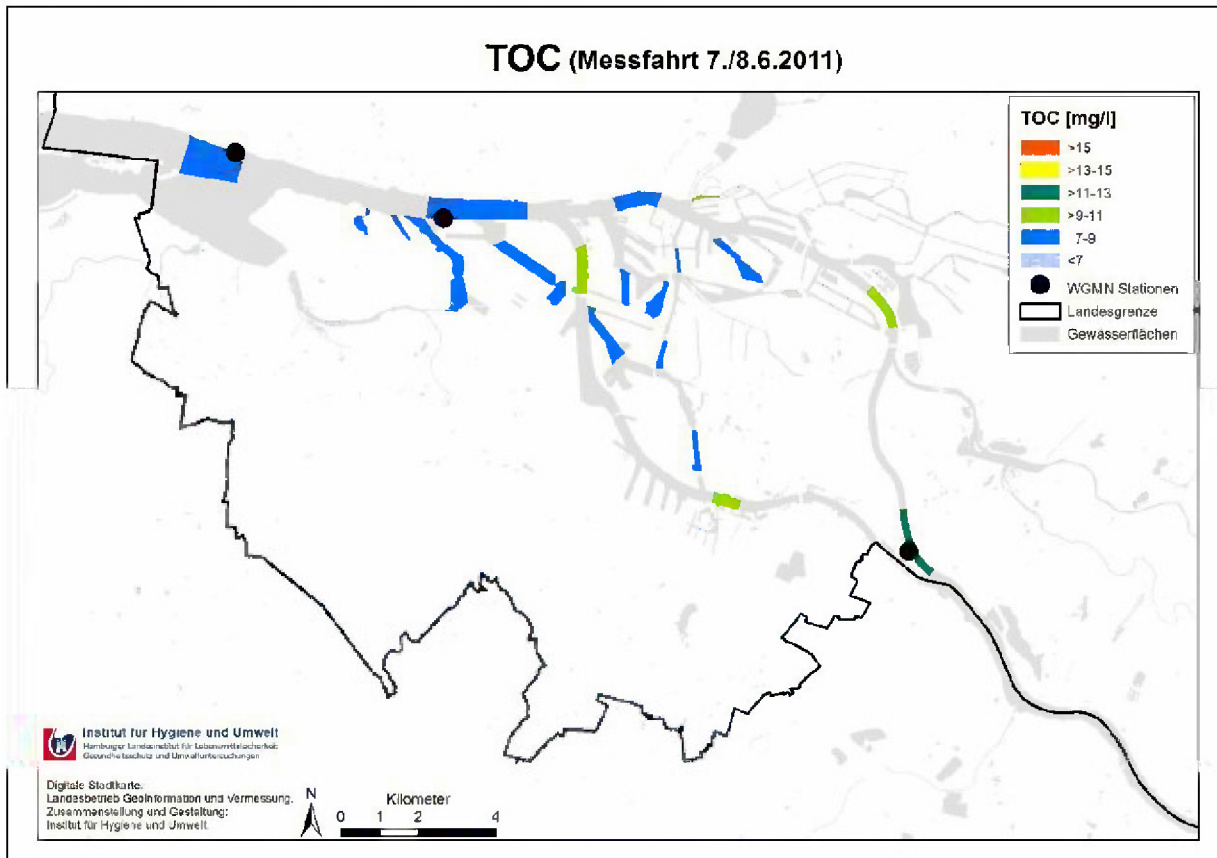 TOC (Messfahrt 7./8.6.2011)
TOC [mg/l]
>15
>13-15
>11-13
>9-11
7-9
<7
WGMN Stationen
Landesgrenze
Gewässerflächen
Institut für Hygiene und Umwelt
Hamburger Landesinstitut für Lebensmittelsicherheit
Gesundheitsschutz und Umweltuntersuchungen
Digitale Stadtkarte:
Landesbetrieb Geoinformation und Vermessung.
Zusammenstellung und Gestaltung:
Institut für Hygiene und Umwelt
N
Kilometer
0 1 2 4